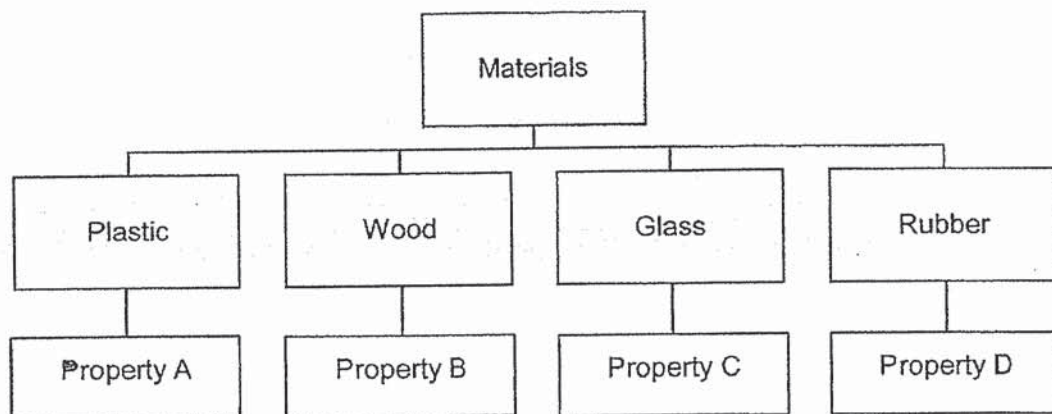 Materials
Plastic
Wood
Glass
Rubber
Property A
Property B
Property C
Property D